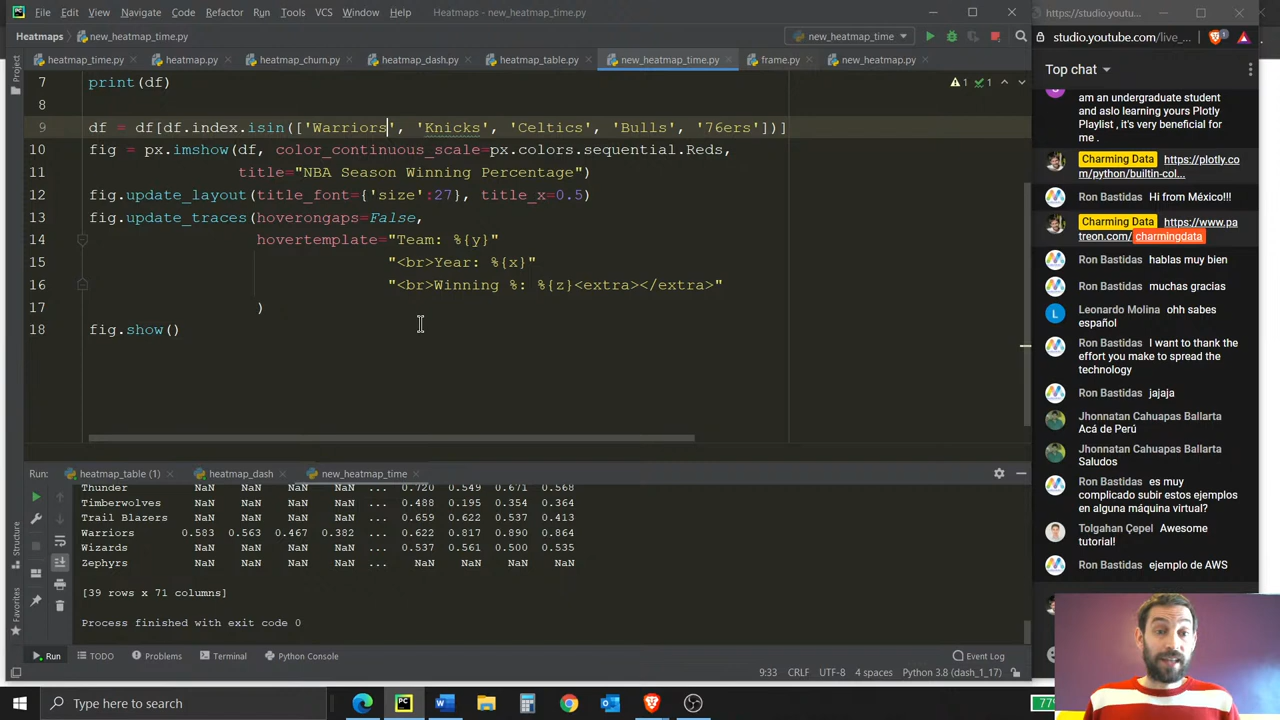 File Edit View Navigate Code Refactor Run Tools VCS Window Help Heatmaps - new_heatmap_time.py
Heatmaps new_heatmap_time.py new_heatmap_time
Project
heatmap_time.py heatmap.py heatmap_churn.py heatmap_dash.py heatmap_table.py new_heatmap_time.py frame.py new_heatmap.py
1 1
7 print(df)
8
9 df = df[df.index.isin(['Warriors', 'Knicks', 'Celtics', 'Bulls', '76ers'])]
10 fig = px.imshow(df, color_continuous_scale=px.colors.sequential.Reds,
11 title="NBA Season Winning Percentage")
12 fig.update_layout(title_font={'size':27}, title_x=0.5)
13 fig.update_traces(hoverongaps=False,
14 hovertemplate="Team: %{y}"
15 "<br>Year: %{x}"
16 "<br>Winning %: %{z}<extra></extra>"
17 )
18 fig.show()
Run: heatmap_table (1) heatmap_dash new_heatmap_time
Thunder NaN NaN NaN NaN ... 0.720 0.549 0.671 0.568
Timberwolves NaN NaN NaN NaN ... 0.488 0.195 0.354 0.364
Trail Blazers NaN NaN NaN NaN ... 0.659 0.622 0.537 0.413
Warriors 0.583 0.563 0.467 0.382 ... 0.622 0.817 0.890 0.864
Wizards NaN NaN NaN NaN ... 0.537 0.561 0.500 0.535
Zephyrs NaN NaN NaN NaN ... NaN NaN NaN NaN
[39 rows x 71 columns]
Process finished with exit code 0
Structure
Favorites
Run TODO Problems Terminal Python Console Event Log
9:33 CRLF UTF-8 4 spaces Python 3.8 (dash_1_17)
Type here to search
77%
https://studio.youtu...
studio.youtube.com/live_...
Top chat
am an undergraduate student
and aslo learning yours Plotly
Playlist , it's very beneficial for
me .
Charming Data https://plotly.co
m/python/builtin-col...
Ron Bastidas Hi from México!!!
Charming Data https://www.pa
treon.com/charmingdata
Ron Bastidas hablas muy bien
Ron Bastidas muchas gracias
Leonardo Molina ohh sabes
español
Ron Bastidas I want to thank the
effort you make to spread the
technology
Ron Bastidas jajaja
Jhonnatan Cahuapas Ballarta
Acá de Perú
Jhonnatan Cahuapas Ballarta
Saludos
Ron Bastidas es muy
complicado subir estos ejemplos
en alguna máquina virtual?
Tolgahan Çepel Awesome
tutorial!
Ron Bastidas ejemplo de AWS